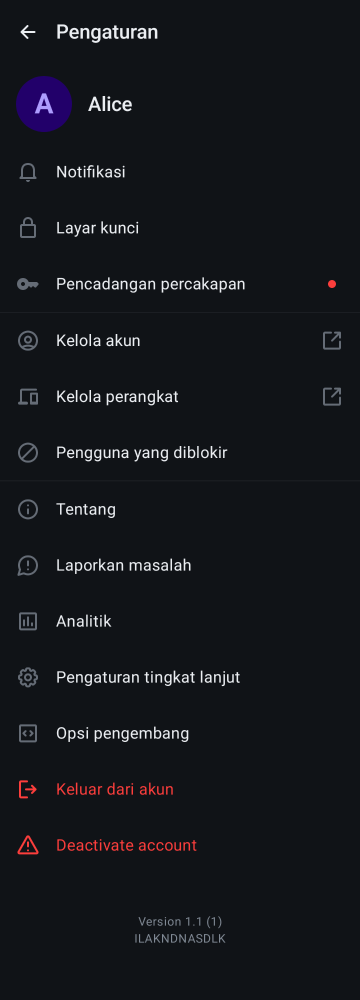 Pengaturan
A
Alice
Notifikasi
Layar kunci
Pencadangan percakapan
Kelola akun
Kelola perangkat
Pengguna yang diblokir
Tentang
Laporkan masalah
Analitik
Pengaturan tingkat lanjut
Opsi pengembang
Keluar dari akun
Deactivate account
Version 1.1 (1)
ILAKNDNASDLK